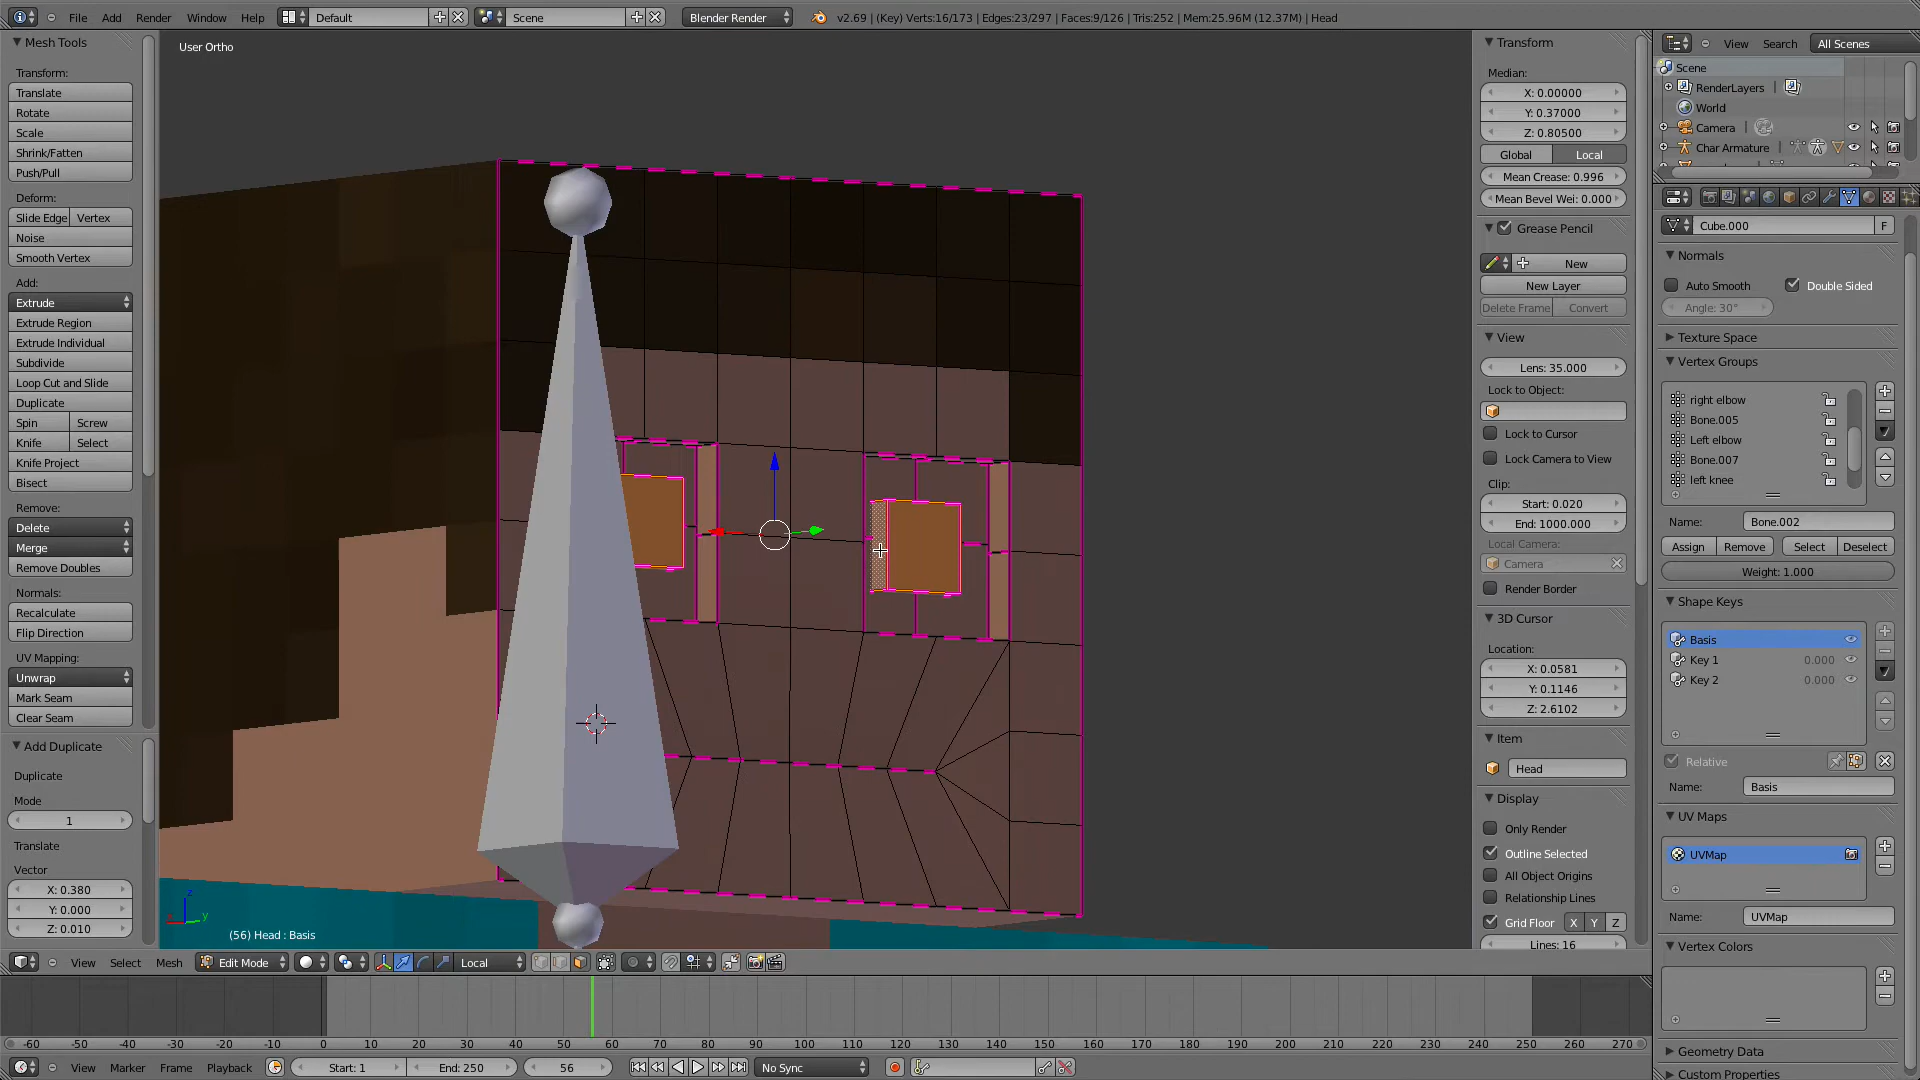 File Add Render Window Help Default Scene Blender Render v2.69 | (Key) Verts:16/173 | Edges:23/297 | Faces:9/126 | Tris:252 | Mem:25.96M (12.37M) | Head
Mesh Tools
Transform:
Translate
Rotate
Scale
Shrink/Fatten
Push/Pull
Deform:
Slide Edge Vertex
Noise
Smooth Vertex
Add:
Extrude
Extrude Region
Extrude Individual
Subdivide
Loop Cut and Slide
Duplicate
Spin Screw
Knife Select
Knife Project
Bisect
Remove:
Delete
Merge
Remove Doubles
Normals:
Recalculate
Flip Direction
UV Mapping:
Unwrap
Mark Seam
Clear Seam
Add Duplicate
Duplicate
Mode
1
Translate
Vector
X: 0.380
Y: 0.000
Z: 0.010
User Ortho
z
x y
(56) Head : Basis
View Select Mesh Edit Mode Local
Transform
Median:
X: 0.00000
Y: 0.37000
Z: 0.80500
Global Local
Mean Crease: 0.996
Mean Bevel Wei: 0.000
Grease Pencil
New
New Layer
Delete Frame Convert
View
Lens: 35.000
Lock to Object:
Lock to Cursor
Lock Camera to View
Clip:
Start: 0.020
End: 1000.000
Local Camera:
Camera
Render Border
3D Cursor
Location:
X: 0.0581
Y: 0.1146
Z: 2.6102
Item
Head
Display
Only Render
Outline Selected
All Object Origins
Relationship Lines
Grid Floor X Y Z
Lines: 16
View Search All Scenes
Scene
RenderLayers |
World
Camera |
Char Armature
Cube.000 F
Normals
Auto Smooth Double Sided
Angle: 30°
Texture Space
Vertex Groups
right elbow
Bone.005
Left elbow
Bone.007
left knee
Name: Bone.002
Assign Remove Select Deselect
Weight: 1.000
Shape Keys
Basis
Key 1 0.000
Key 2 0.000
Relative
Name: Basis
UV Maps
UVMap
Name: UVMap
Vertex Colors
Geometry Data
Custom Properties
-60 -50 -40 -30 -20 -10 0 10 20 30 40 50 60 70 80 90 100 110 120 130 140 150 160 170 180 190 200 210 220 230 240 250 260 270
View Marker Frame Playback Start: 1 End: 250 56 No Sync